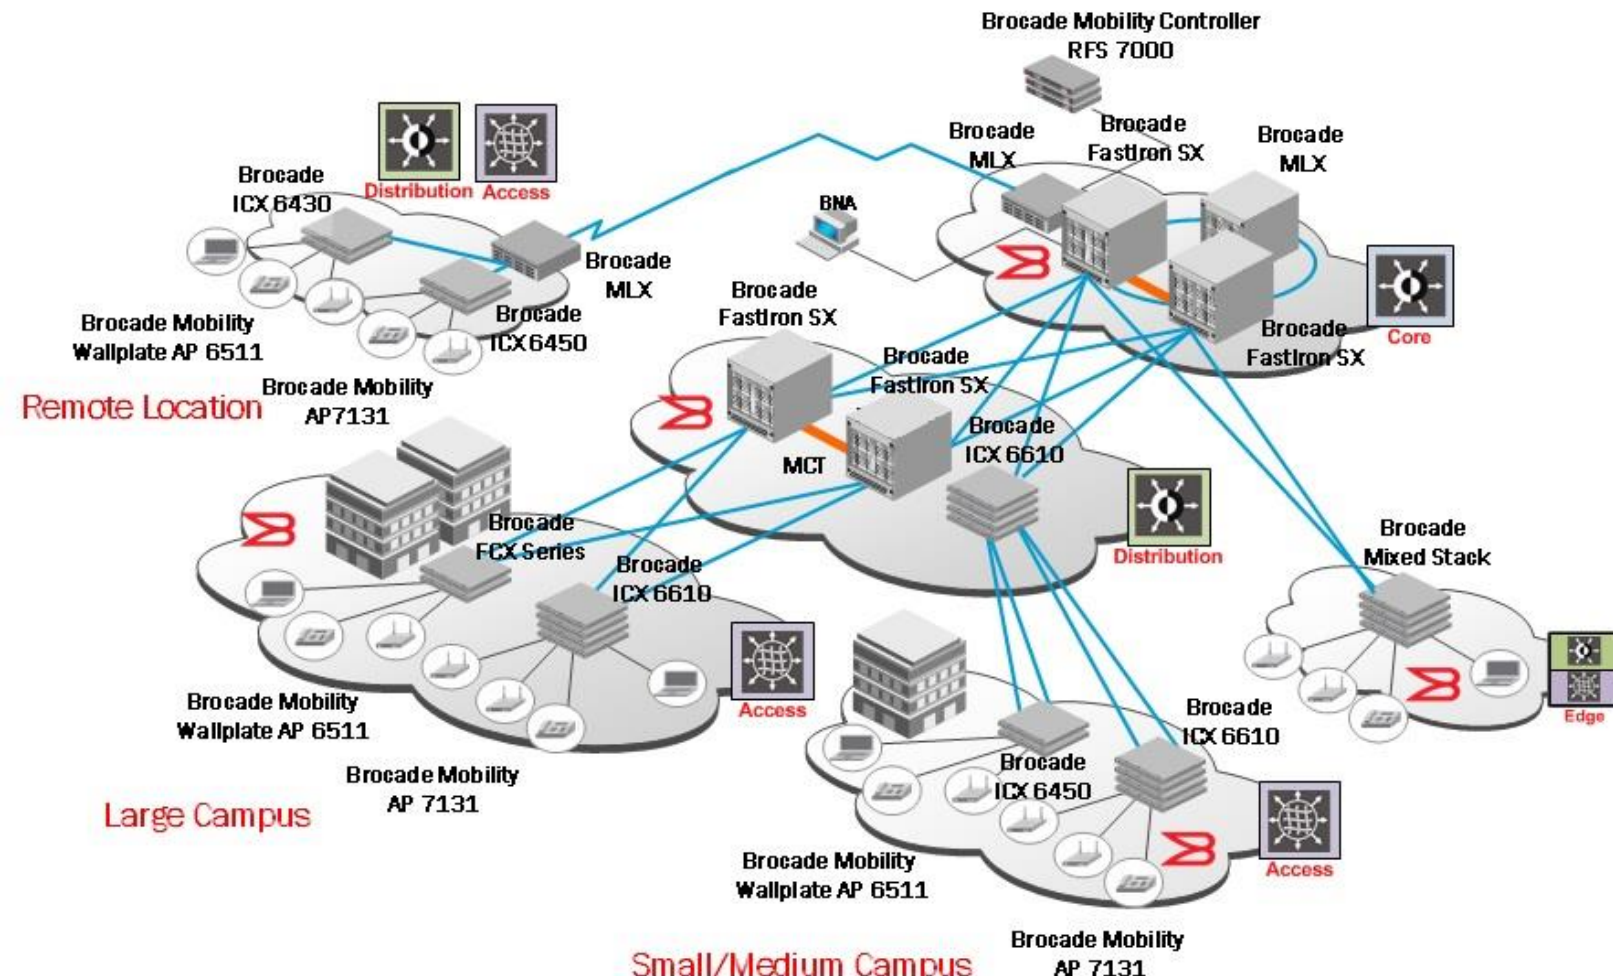 Brocade Mobility Controller
RFS 7000
Brocade
MLX
Brocade
FastIron SX
Brocade
MLX
Distribution
Access
Brocade
ICX 6430
BNA
Brocade
MLX
Core
Brocade
FastIron SX
Brocade
FastIron SX
Brocade Mobility
Wallplate AP 6511
Brocade
ICX6450
Brocade
FastIron SX
Brocade Mobility
AP7131
Remote Location
MCT
Brocade
ICX 6610
Distribution
Brocade
FCX Series
Brocade
ICX 6610
Brocade
Mixed Stack
Brocade Mobility
Wallplate AP 6511
Access
Edge
Brocade Mobility
AP 7131
Large Campus
Brocade
ICX 6610
Brocade
ICX 6450
Access
Brocade Mobility
Wallplate AP 6511
Brocade Mobility
AP 7131
Small/Medium Campus